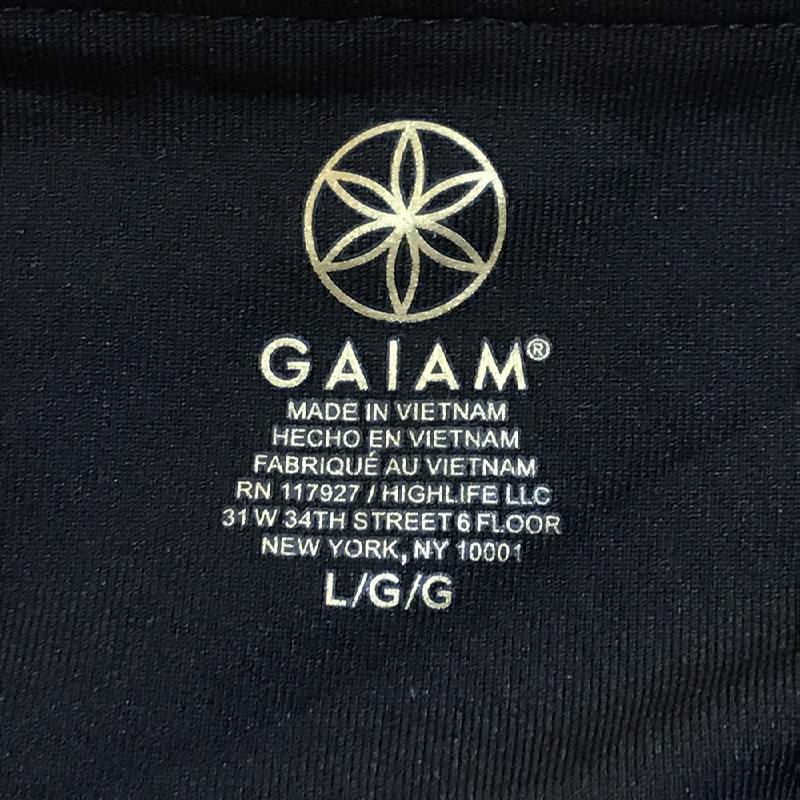 GAIAM®
MADE IN VIETNAM
HECHO EN VIETNAM
FABRIQUÉ AU VIETNAM
RN 117927 / HIGHLIFE LLC
31 W 34TH STREET 6 FLOOR
NEW YORK, NY 10001
L/G/G